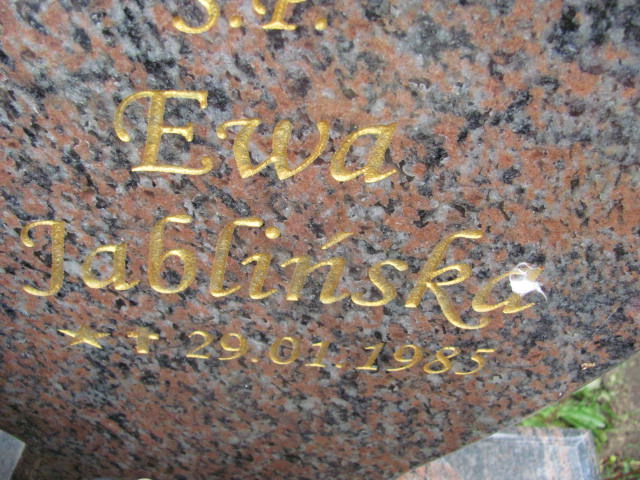 Ś.P.
Ewa
Jablińska
★ ✝ 29.01.1985